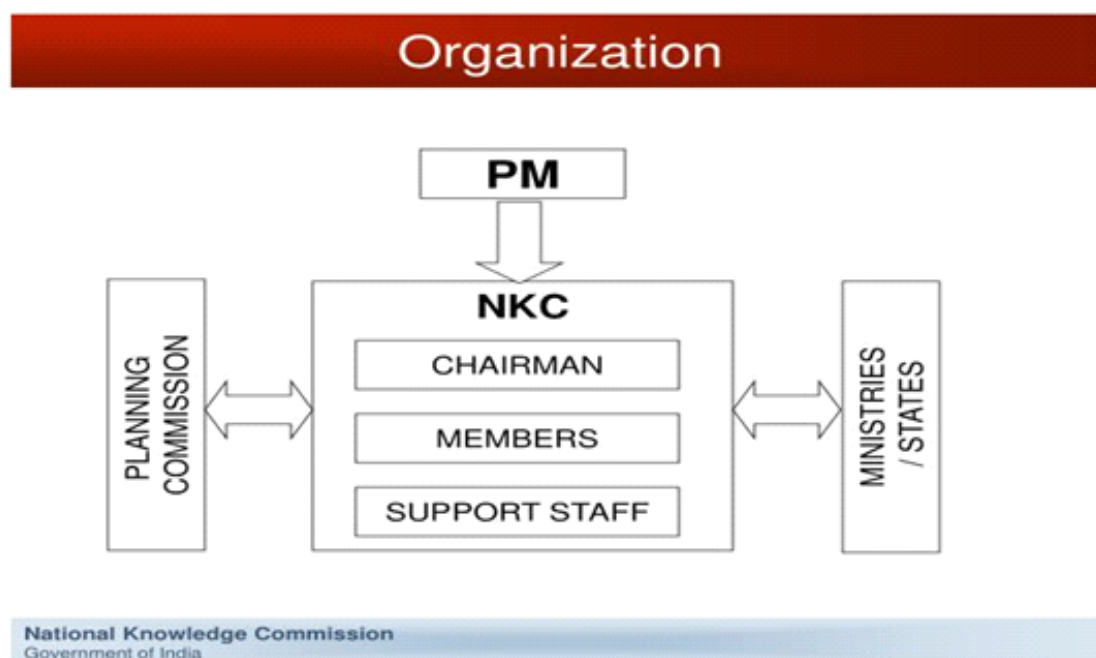 Organization
PM
NKC
CHAIRMAN
MEMBERS
SUPPORT STAFF
PLANNING
COMMISSION
MINISTRIES
/ STATES
National Knowledge Commission
Government of India